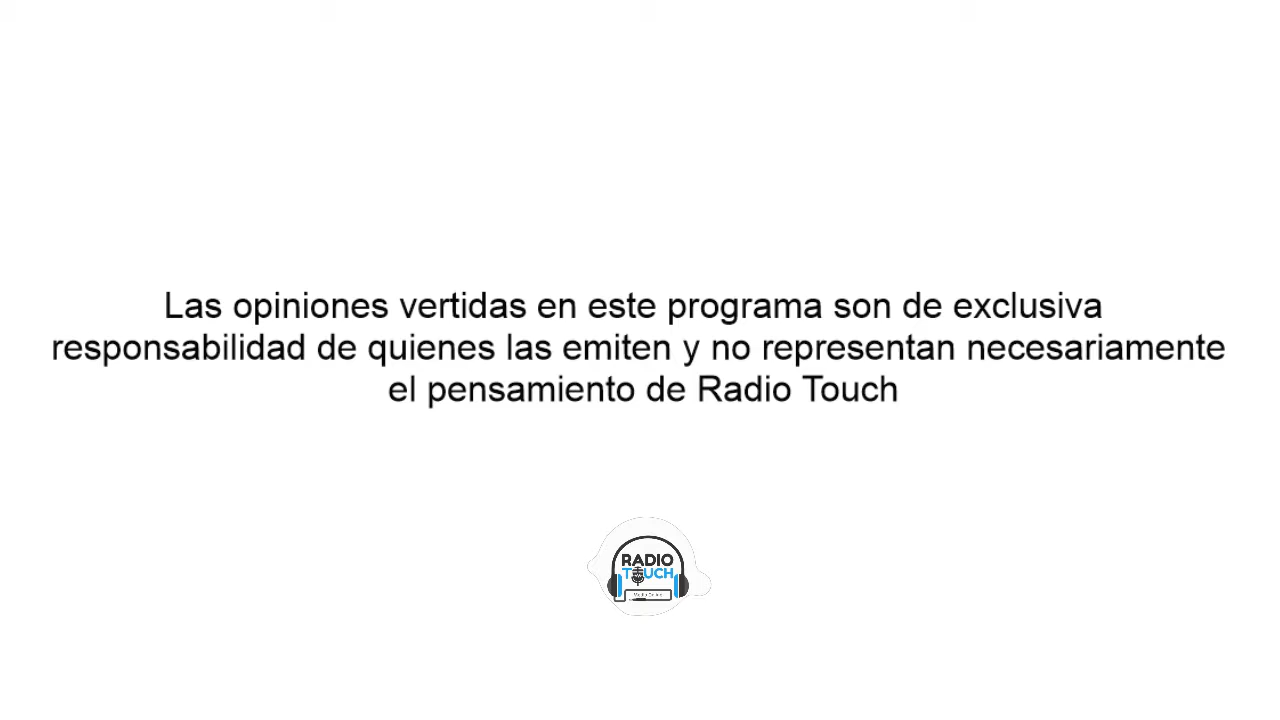 Las opiniones vertidas en este programa son de exclusiva
responsabilidad de quienes las emiten y no representan necesariamente
el pensamiento de Radio Touch
RADIO
TOUCH